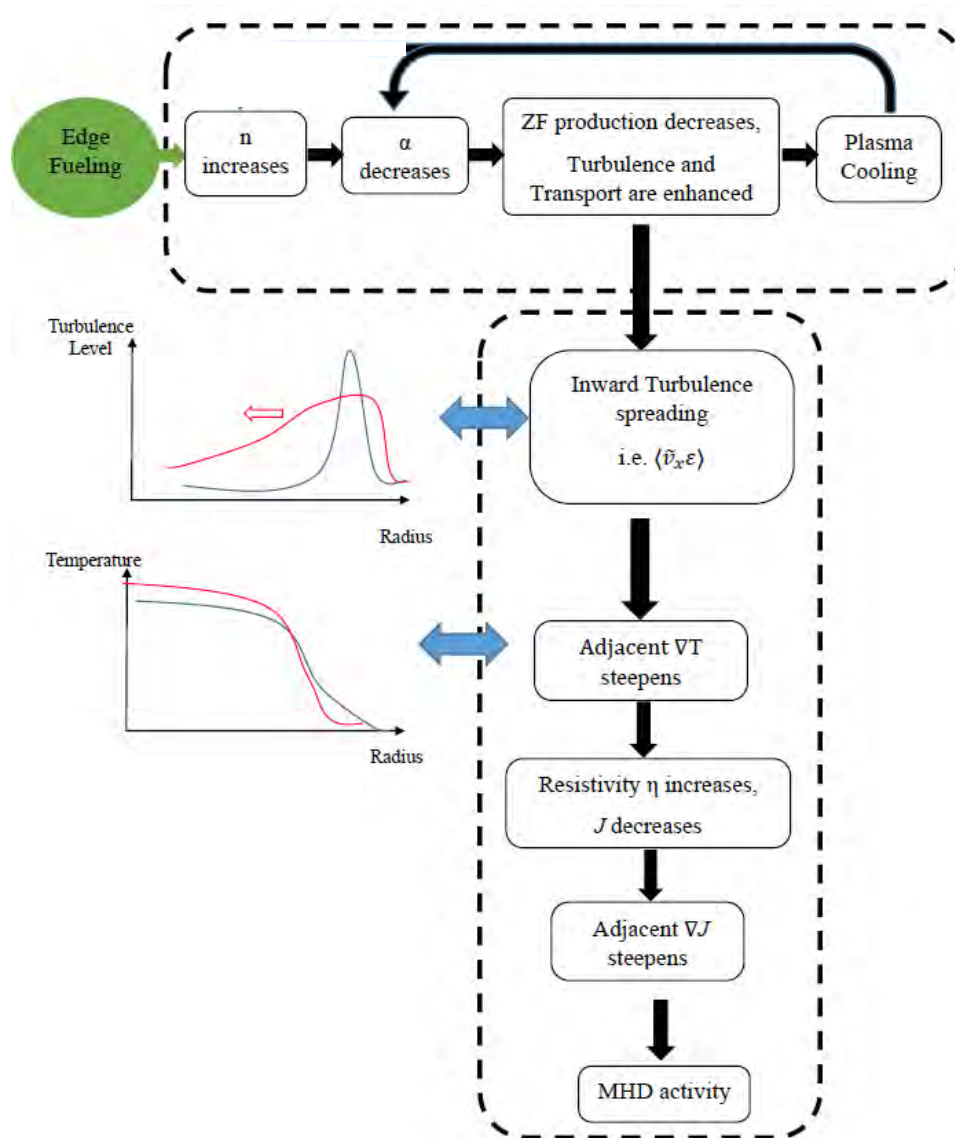 Edge
Fueling
n
increases
α
decreases
ZF production decreases,
Turbulence and
Transport are enhanced
Plasma
Cooling
Turbulence
Level
Radius
Inward Turbulence
spreading
i.e. ⟨ṽₓε⟩
Temperature
Radius
Adjacent ∇T
steepens
Resistivity η increases,
J decreases
Adjacent ∇J
steepens
MHD activity